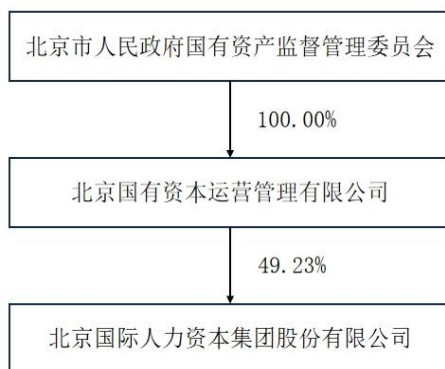 北京市人民政府国有资产监督管理委员会
100.00%
北京国有资本运营管理有限公司
49.23%
北京国际人力资本集团股份有限公司